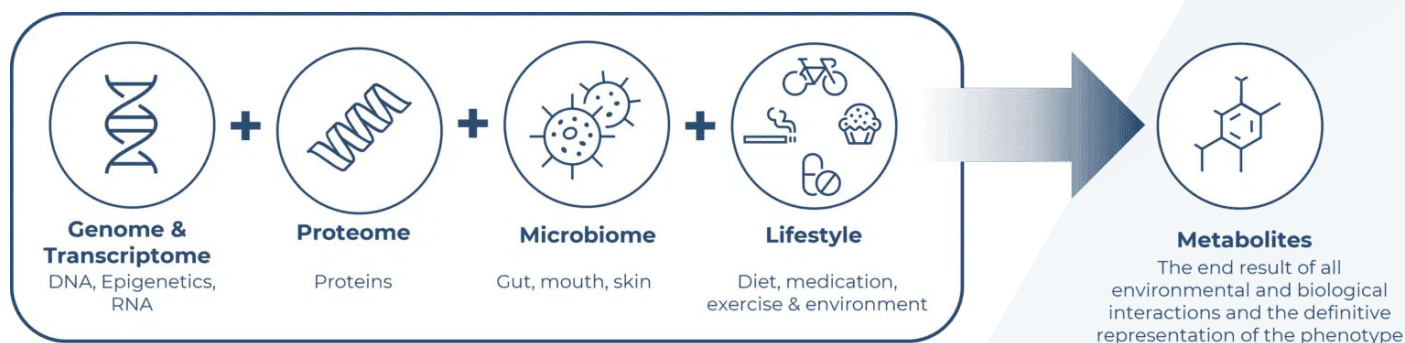 Genome &
Transcriptome
DNA, Epigenetics,
RNA
Proteome
Proteins
Microbiome
Gut, mouth, skin
Lifestyle
Diet, medication,
exercise & environment
Metabolites
The end result of all
environmental and biological
interactions and the definitive
representation of the phenotype